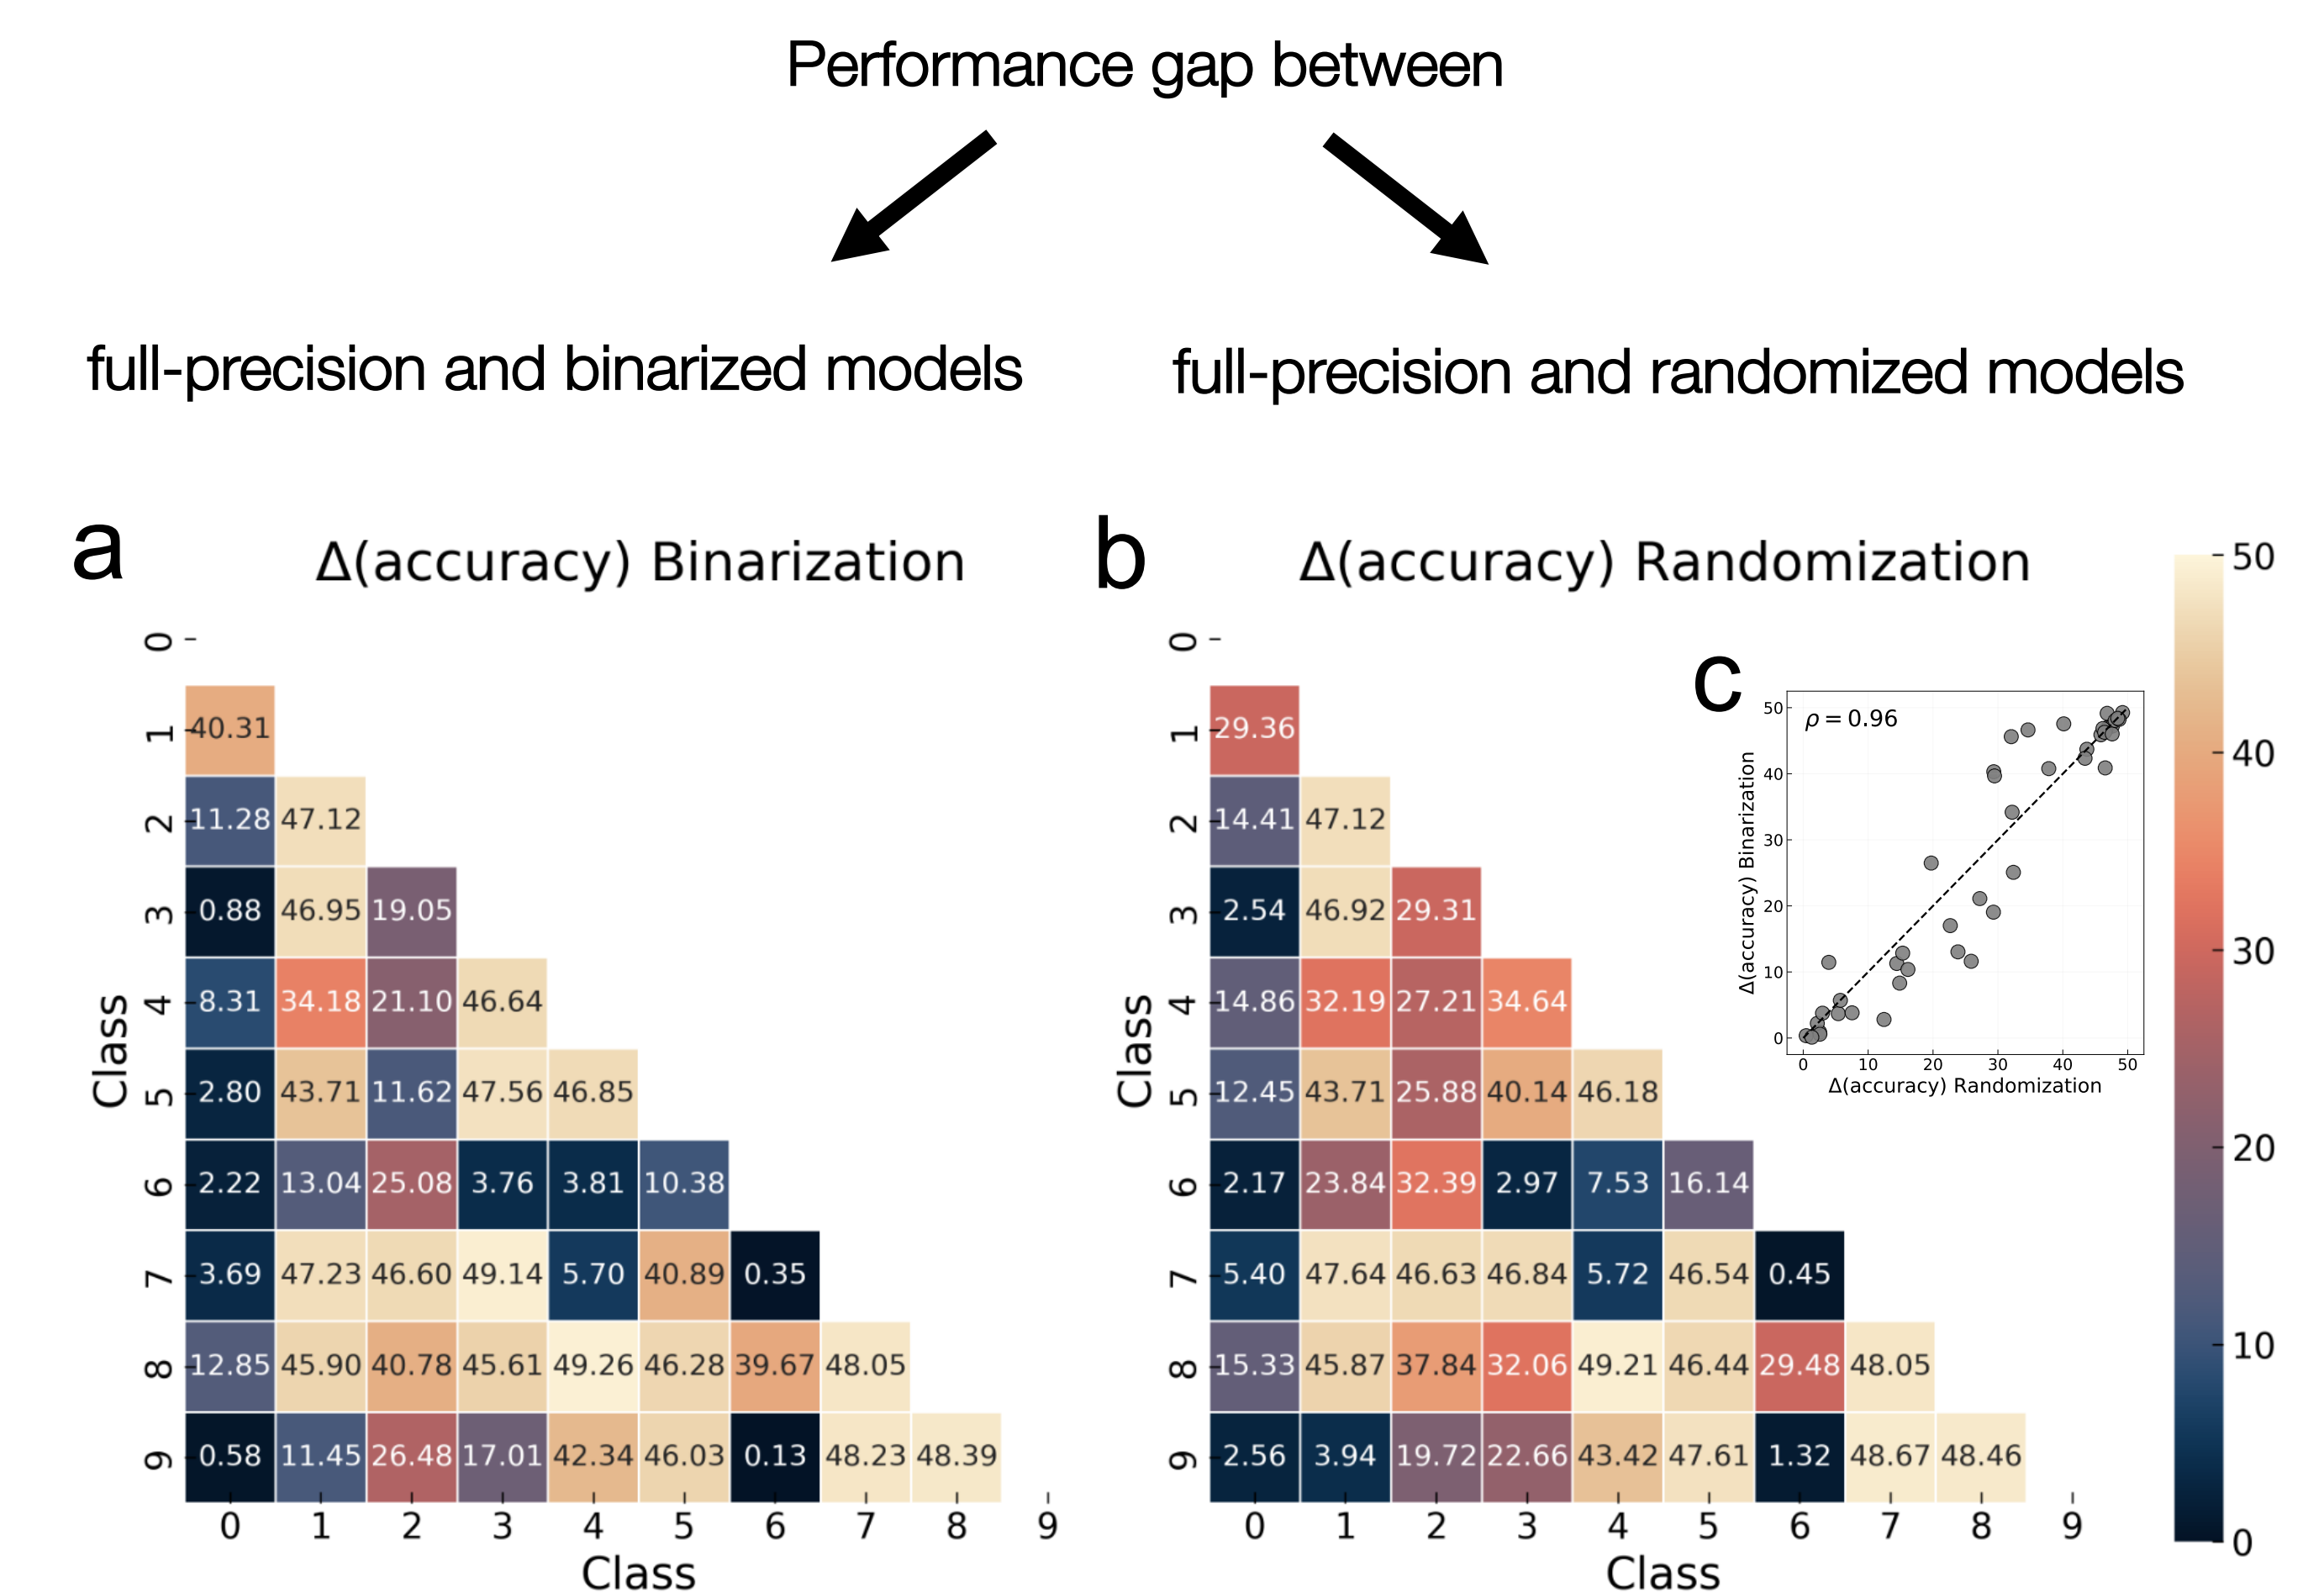 Performance gap between
full-precision and binarized models
full-precision and randomized models
a
Δ(accuracy) Binarization
0
1 40.31
2 11.28 47.12
3 0.88 46.95 19.05
4 8.31 34.18 21.10 46.64
5 2.80 43.71 11.62 47.56 46.85
6 2.22 13.04 25.08 3.76 3.81 10.38
7 3.69 47.23 46.60 49.14 5.70 40.89 0.35
8 12.85 45.90 40.78 45.61 49.26 46.28 39.67 48.05
9 0.58 11.45 26.48 17.01 42.34 46.03 0.13 48.23 48.39
0 1 2 3 4 5 6 7 8 9
Class
Class
b
Δ(accuracy) Randomization
0
1 29.36
2 14.41 47.12
3 2.54 46.92 29.31
4 14.86 32.19 27.21 34.64
5 12.45 43.71 25.88 40.14 46.18
6 2.17 23.84 32.39 2.97 7.53 16.14
7 5.40 47.64 46.63 46.84 5.72 46.54 0.45
8 15.33 45.87 37.84 32.06 49.21 46.44 29.48 48.05
9 2.56 3.94 19.72 22.66 43.42 47.61 1.32 48.67 48.46
0 1 2 3 4 5 6 7 8 9
Class
Class
c
ρ = 0.96
50
40
30
20
10
0
0 10 20 30 40 50
Δ(accuracy) Binarization
Δ(accuracy) Randomization
50
40
30
20
10
0